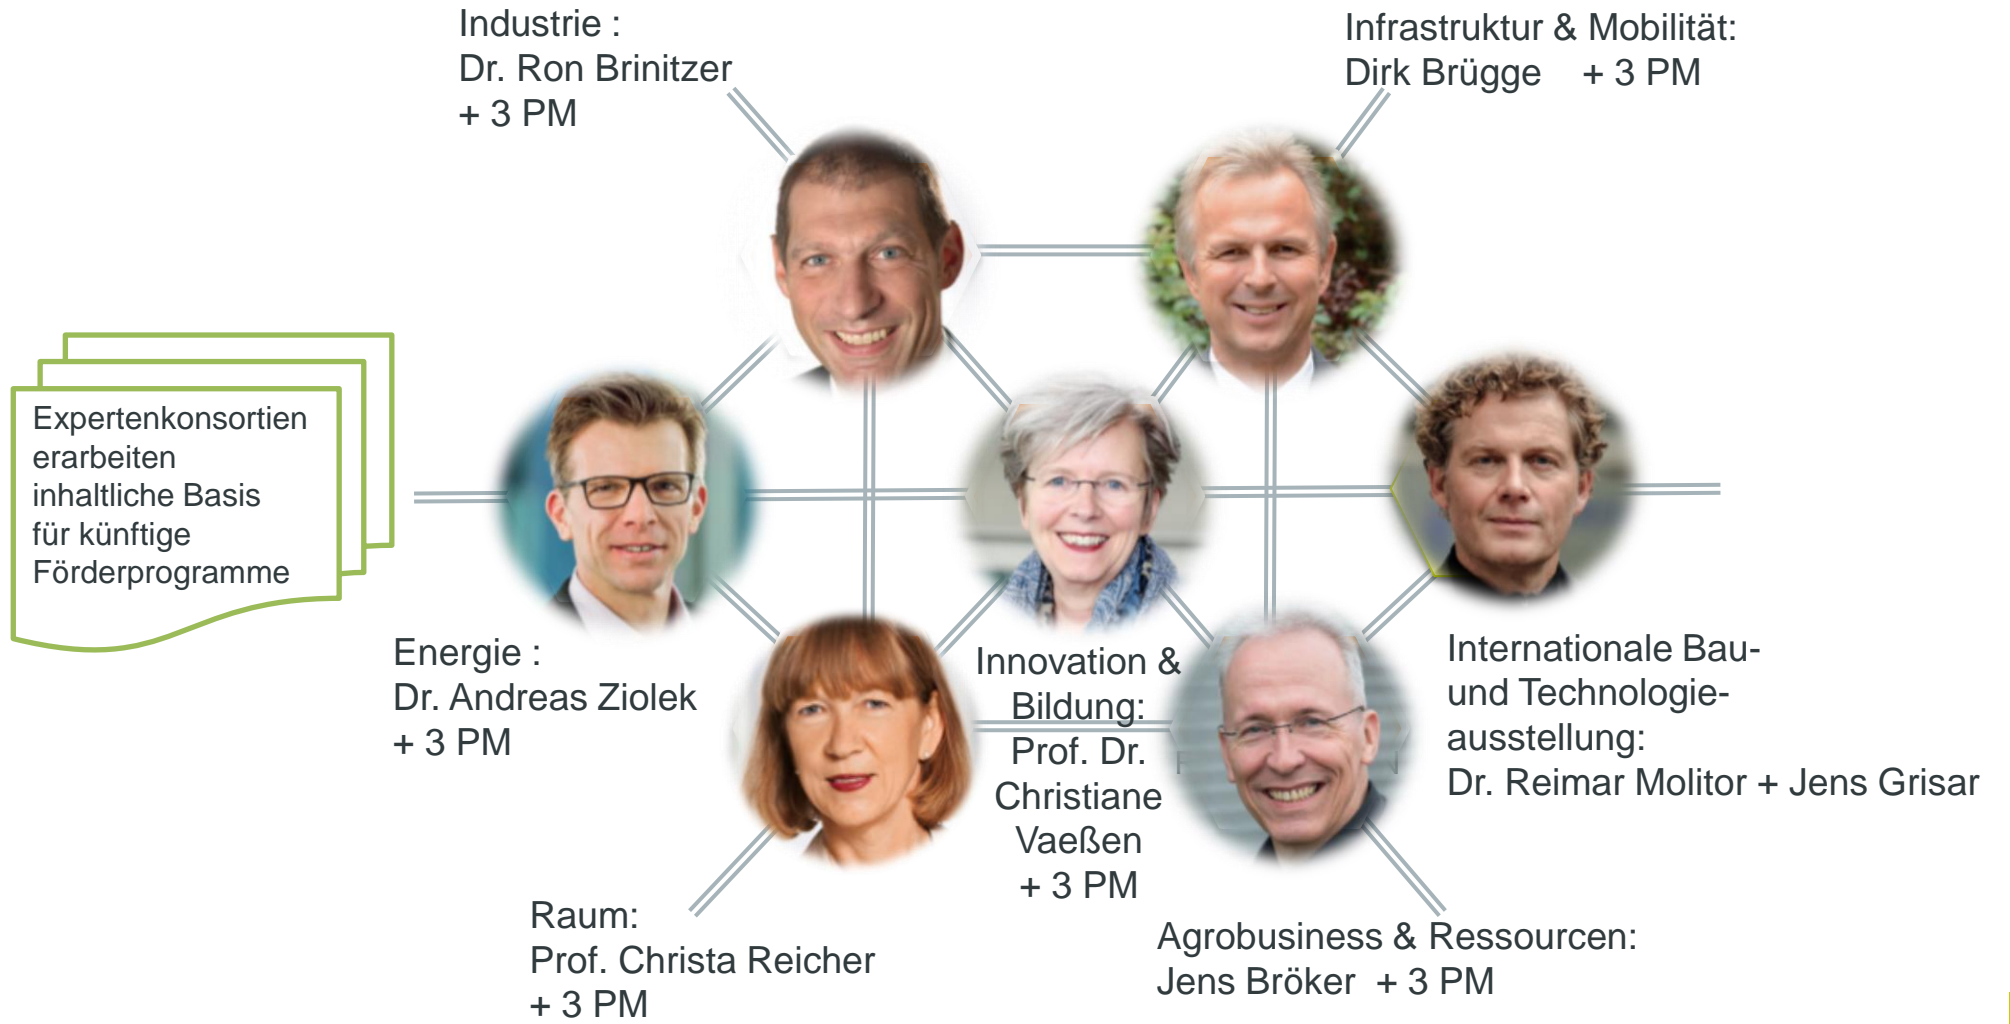 Industrie :
Dr. Ron Brinitzer
+ 3 PM
Infrastruktur & Mobilität:
Dirk Brügge + 3 PM
Expertenkonsortien
erarbeiten
inhaltliche Basis
für künftige
Förderprogramme
Energie :
Dr. Andreas Ziolek
+ 3 PM
Innovation &
Bildung:
Prof. Dr.
Christiane
Vaeßen
+ 3 PM
Internationale Bau-
und Technologie-
ausstellung:
Dr. Reimar Molitor + Jens Grisar
Raum:
Prof. Christa Reicher
+ 3 PM
Agrobusiness & Ressourcen:
Jens Bröker + 3 PM